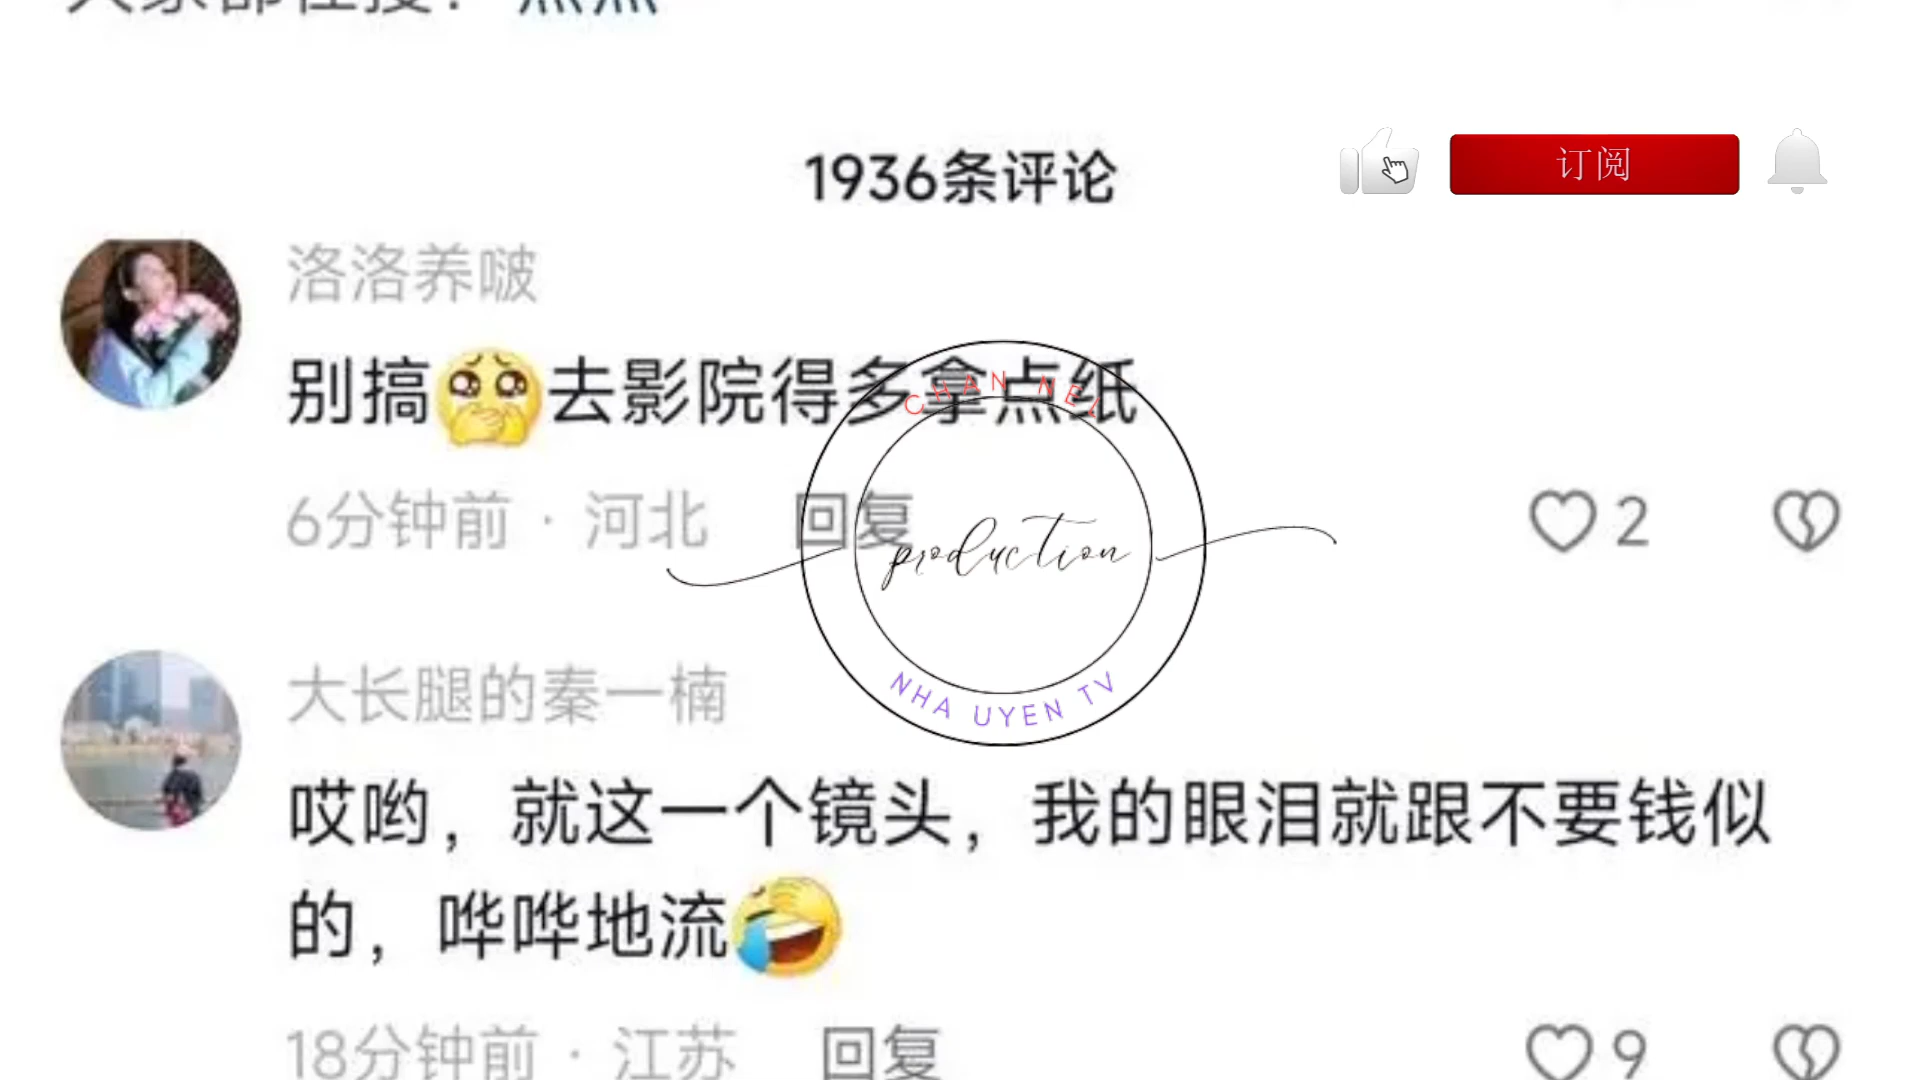 1936条评论
订阅
洛洛养啵
别搞🥺去影院得多拿点纸
6分钟前 · 河北 回复
2
CHANNEL
production
NHA UYEN TV
大长腿的秦一楠
哎哟，就这一个镜头，我的眼泪就跟不要钱似
的，哗哗地流🤣
18分钟前 · 江苏 回复
9